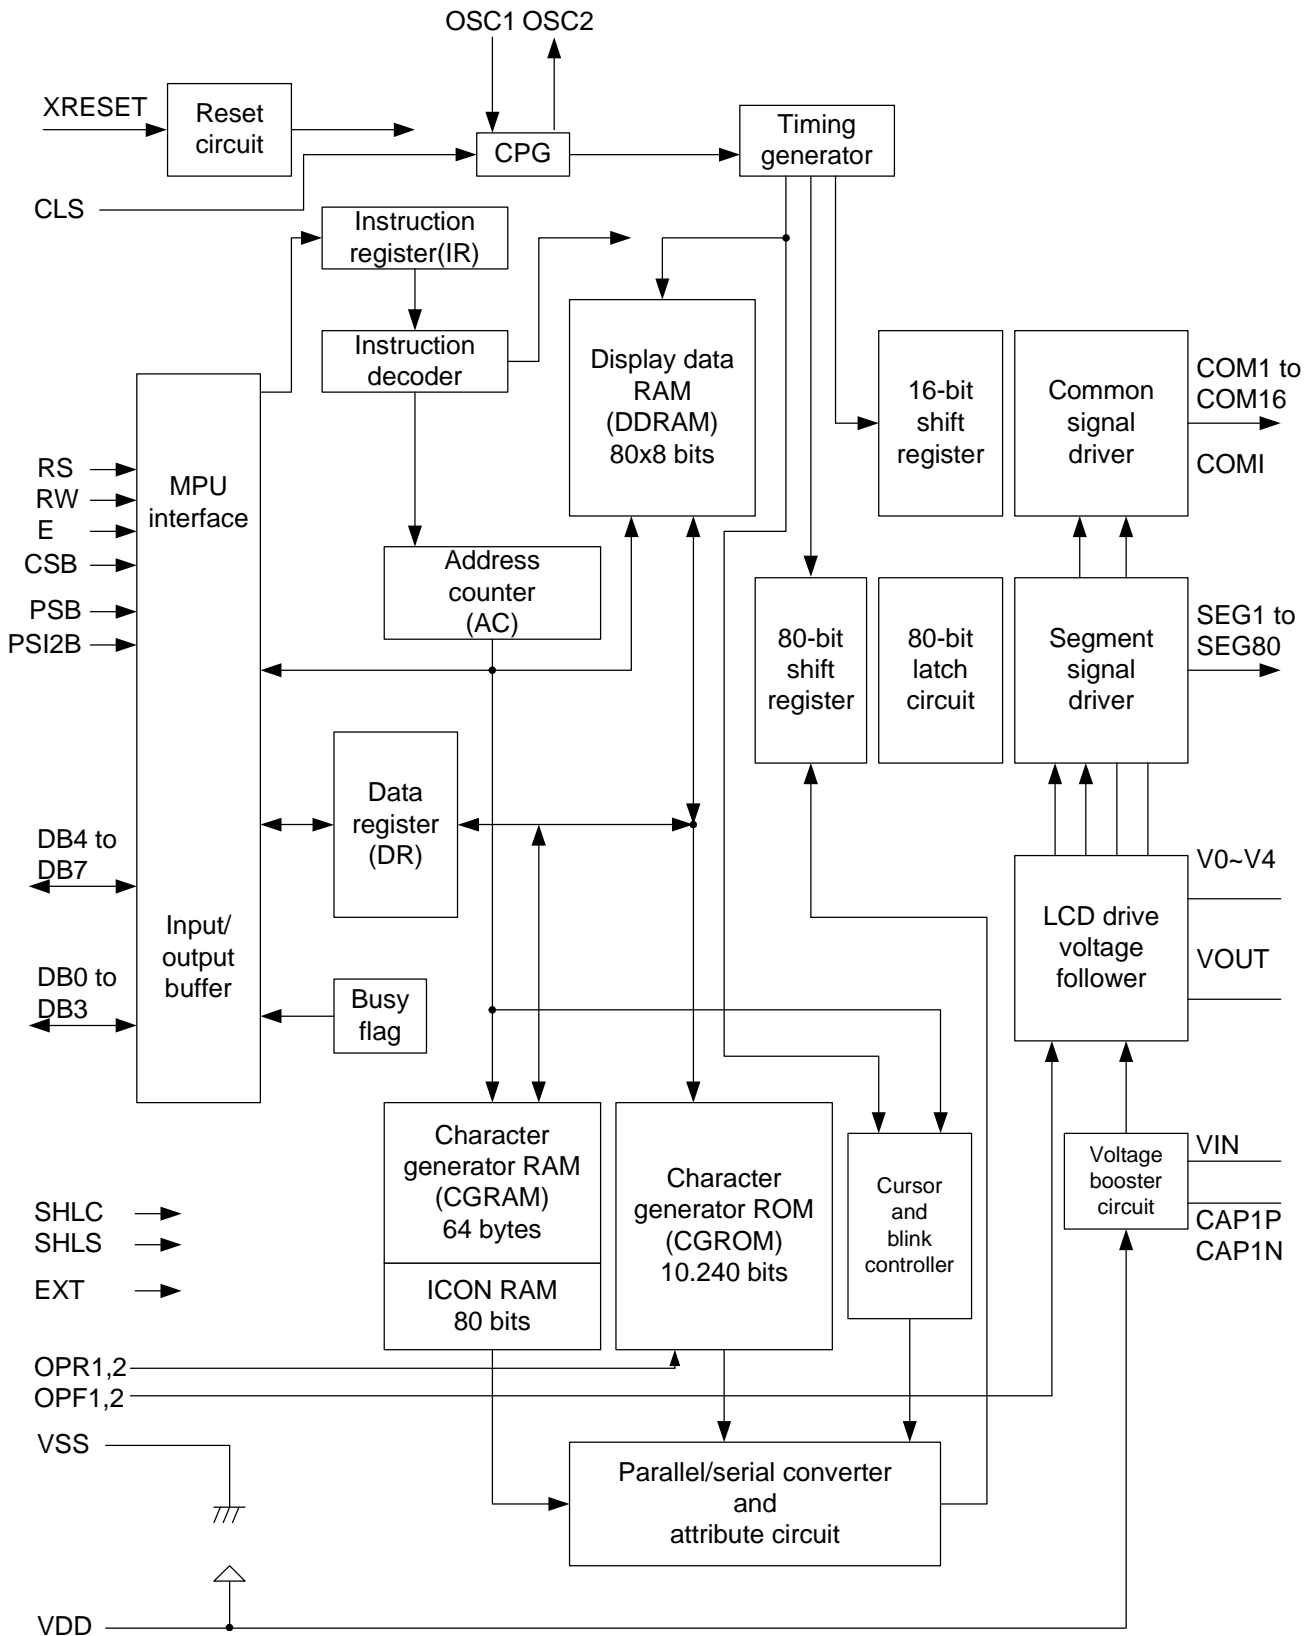 OSC1 OSC2
XRESET
Reset
circuit
CPG
Timing
generator
CLS
Instruction
register(IR)
Instruction
decoder
Display data
RAM
(DDRAM)
80x8 bits
16-bit
shift
register
Common
signal
driver
COM1 to
COM16
COMI
MPU
interface
RS
RW
E
CSB
PSB
PSI2B
Address
counter
(AC)
80-bit
shift
register
80-bit
latch
circuit
Segment
signal
driver
SEG1 to
SEG80
Data
register
(DR)
DB4 to
DB7
Input/
output
buffer
DB0 to
DB3
Busy
flag
LCD drive
voltage
follower
V0~V4
VOUT
Character
generator RAM
(CGRAM)
64 bytes
ICON RAM
80 bits
Character
generator ROM
(CGROM)
10.240 bits
Cursor
and
blink
controller
Voltage
booster
circuit
VIN
CAP1P
CAP1N
SHLC
SHLS
EXT
OPR1,2
OPF1,2
VSS
Parallel/serial converter
and
attribute circuit
VDD